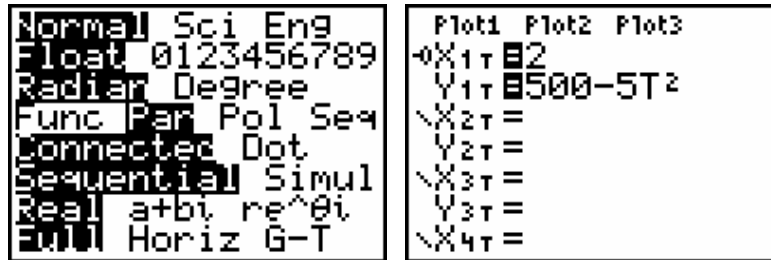 Normal Sci Eng
Float 0123456789
Radian Degree
Func Par Pol Seq
Connected Dot
Sequential Simul
Real a+bi re^θi
Full Horiz G-T
Plot1 Plot2 Plot3
X1T=2
Y1T=500-5T²
\X2T=
Y2T=
\X3T=
Y3T=
\X4T=